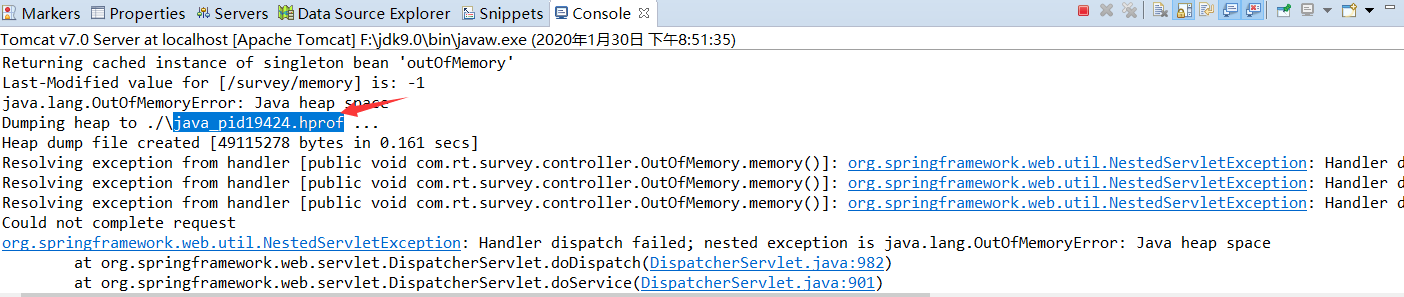 Markers Properties Servers Data Source Explorer Snippets Console
Tomcat v7.0 Server at localhost [Apache Tomcat] F:\jdk9.0\bin\javaw.exe (2020年1月30日 下午8:51:35)
Returning cached instance of singleton bean 'outOfMemory'
Last-Modified value for [/survey/memory] is: -1
java.lang.OutOfMemoryError: Java heap space
Dumping heap to ./\java_pid19424.hprof ...
Heap dump file created [49115278 bytes in 0.161 secs]
Resolving exception from handler [public void com.rt.survey.controller.OutOfMemory.memory()]: org.springframework.web.util.NestedServletException: Handler d
Resolving exception from handler [public void com.rt.survey.controller.OutOfMemory.memory()]: org.springframework.web.util.NestedServletException: Handler d
Resolving exception from handler [public void com.rt.survey.controller.OutOfMemory.memory()]: org.springframework.web.util.NestedServletException: Handler d
Could not complete request
org.springframework.web.util.NestedServletException: Handler dispatch failed; nested exception is java.lang.OutOfMemoryError: Java heap space
at org.springframework.web.servlet.DispatcherServlet.doDispatch(DispatcherServlet.java:982)
at org.springframework.web.servlet.DispatcherServlet.doService(DispatcherServlet.java:901)